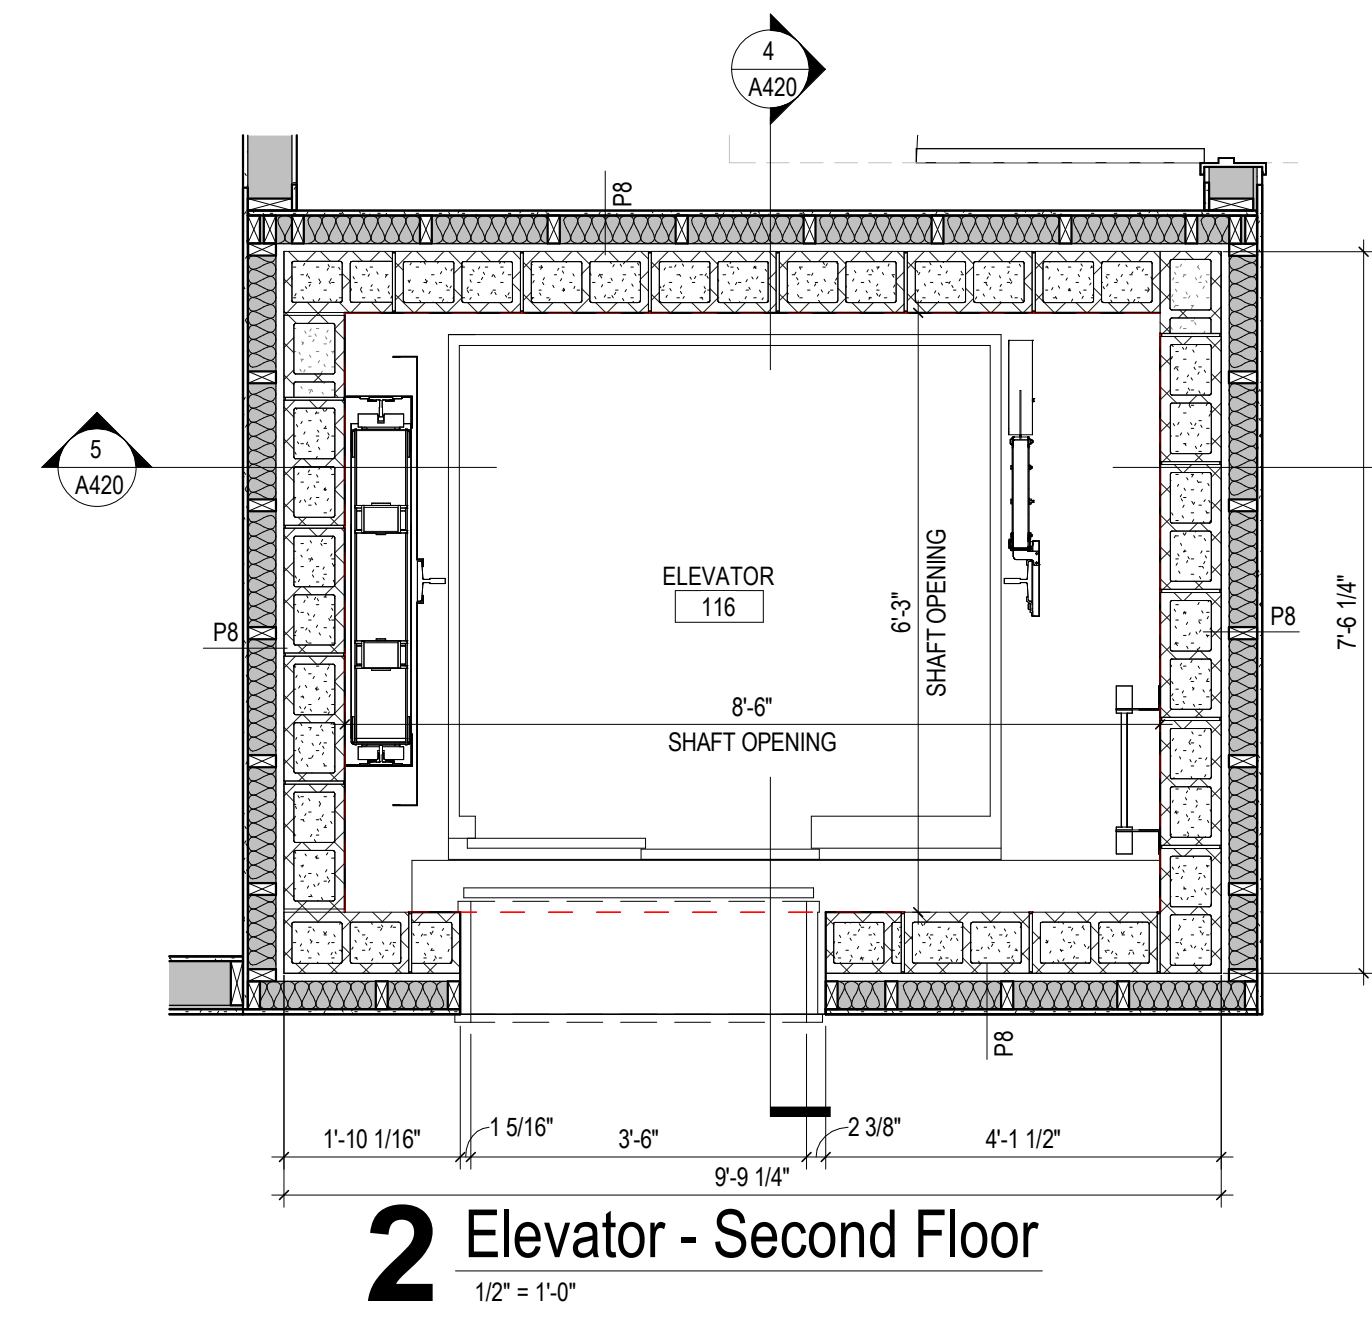 4
A420
P8
5
A420
ELEVATOR
116
6'-3"
SHAFT OPENING
P8
P8
7'-6 1/4"
8'-6"
SHAFT OPENING
P8
1'-10 1/16"
1 5/16"
3'-6"
2 3/8"
4'-1 1/2"
9'-9 1/4"
2 Elevator - Second Floor
1/2" = 1'-0"